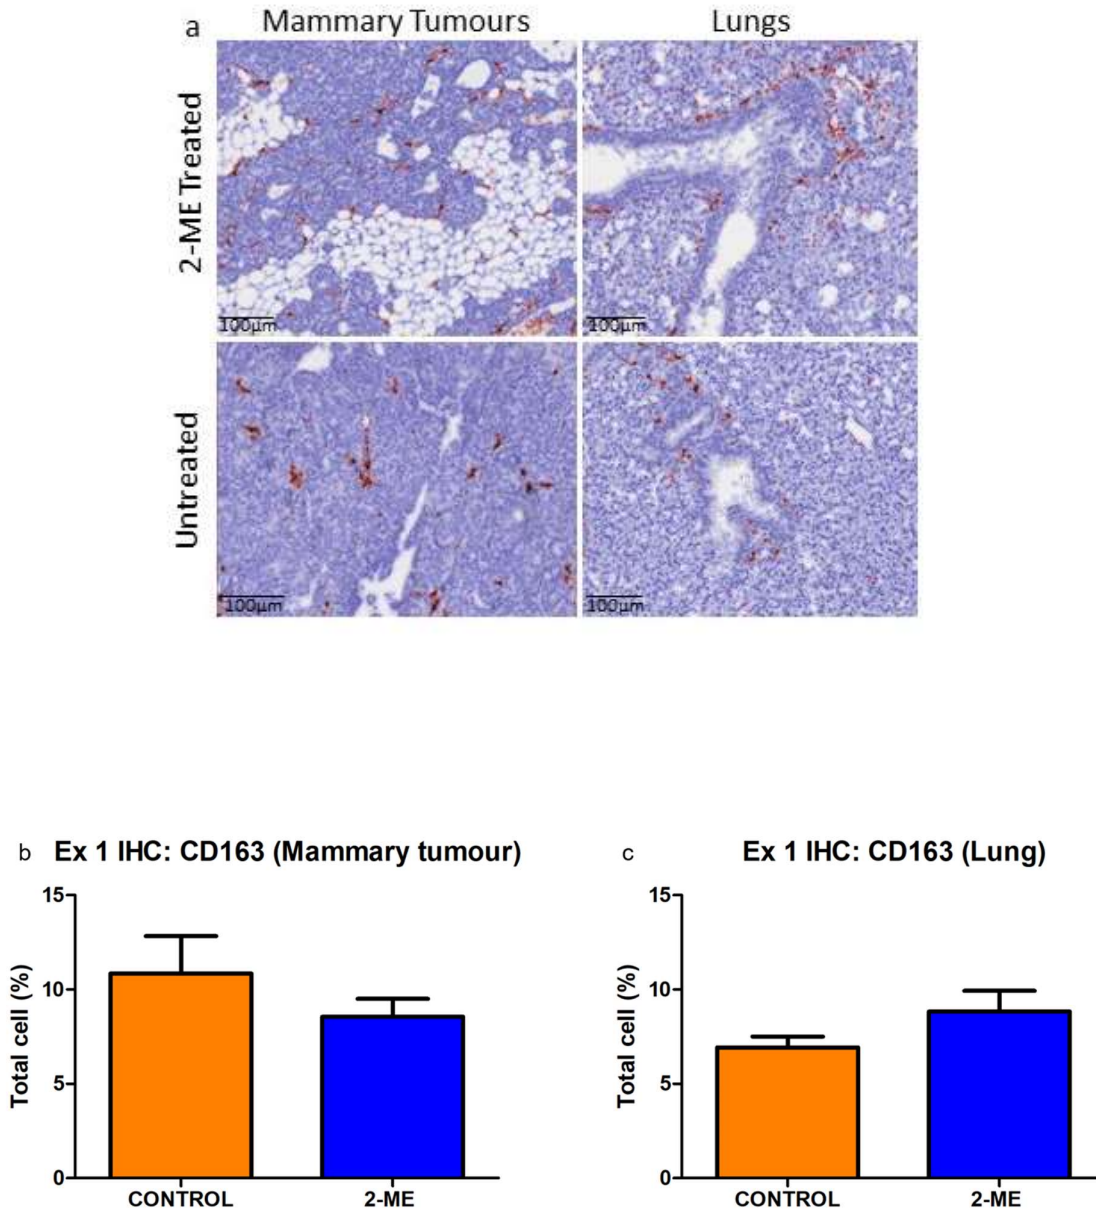 a
Mammary Tumours
Lungs
2-ME Treated
100µm
100µm
Untreated
100µm
100µm
b Ex 1 IHC: CD163 (Mammary tumour)
Total cell (%)
15
10
5
0
CONTROL
2-ME
c Ex 1 IHC: CD163 (Lung)
Total cell (%)
15
10
5
0
CONTROL
2-ME